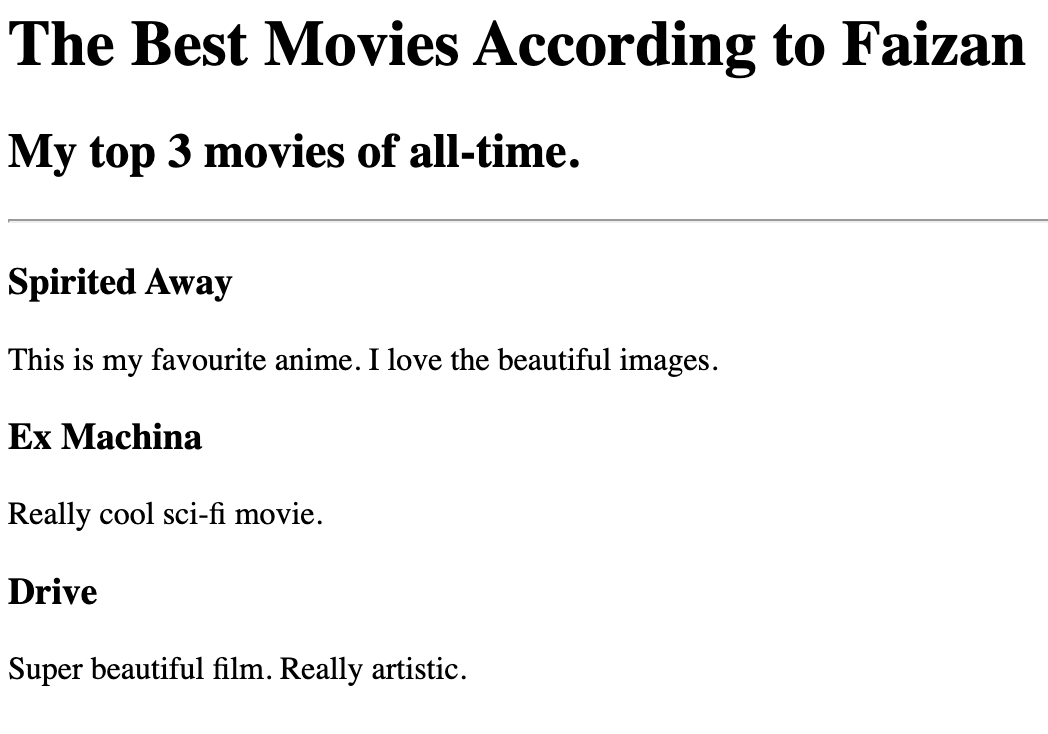 The Best Movies According to Faizan
My top 3 movies of all-time.
Spirited Away
This is my favourite anime. I love the beautiful images.
Ex Machina
Really cool sci-fi movie.
Drive
Super beautiful film. Really artistic.